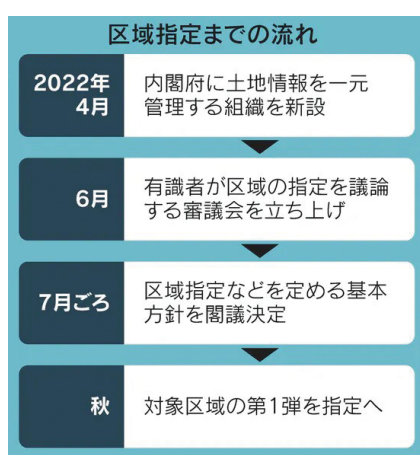 区域指定までの流れ
2022年
4月
内閣府に土地情報を一元
管理する組織を新設
6月
有識者が区域の指定を議論
する審議会を立ち上げ
7月ごろ
区域指定などを定める基本
方針を閣議決定
秋
対象区域の第1弾を指定へ